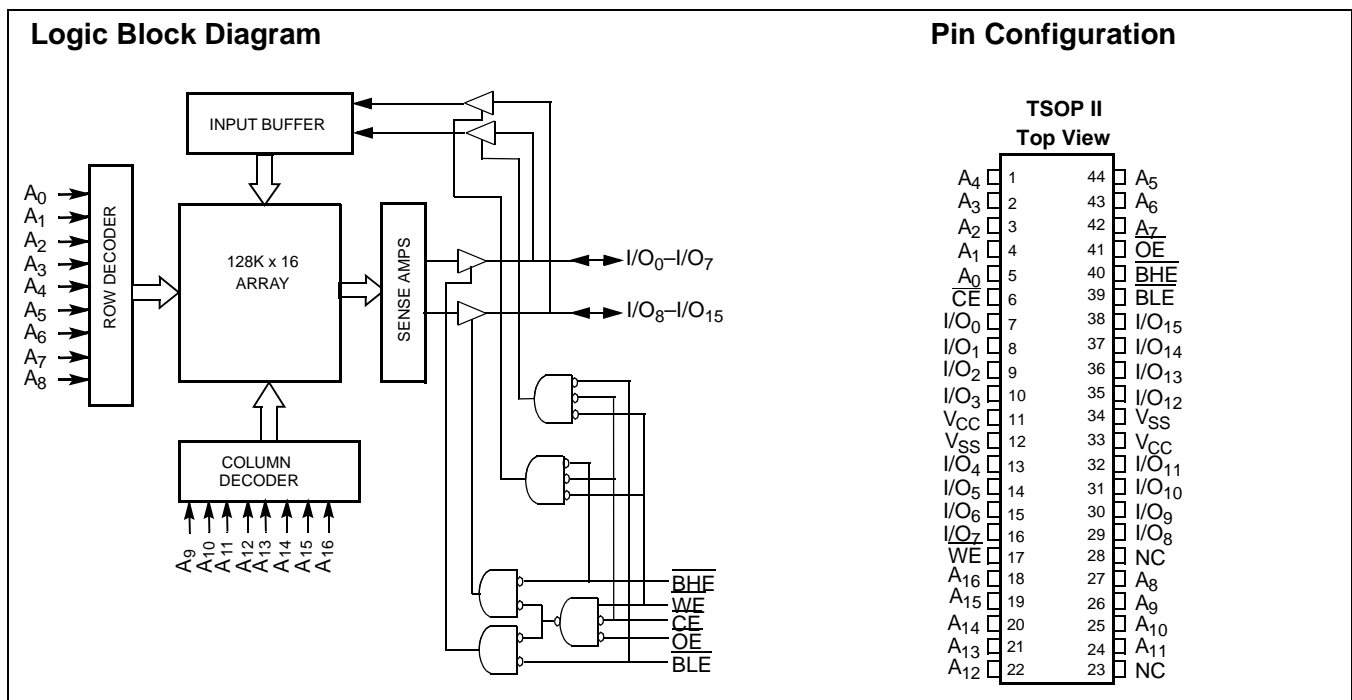 Logic Block Diagram
INPUT BUFFER
A0
A1
A2
A3
A4
A5
A6
A7
A8
ROW DECODER
128K x 16
ARRAY
SENSE AMPS
I/O0–I/O7
I/O8–I/O15
COLUMN
DECODER
A9
A10
A11
A12
A13
A14
A15
A16
BHE
WE
CE
OE
BLE
Pin Configuration
TSOP II
Top View
A4 1 44 A5
A3 2 43 A6
A2 3 42 A7
A1 4 41 OE
A0 5 40 BHE
CE 6 39 BLE
I/O0 7 38 I/O15
I/O1 8 37 I/O14
I/O2 9 36 I/O13
I/O3 10 35 I/O12
VCC 11 34 VSS
VSS 12 33 VCC
I/O4 13 32 I/O11
I/O5 14 31 I/O10
I/O6 15 30 I/O9
I/O7 16 29 I/O8
WE 17 28 NC
A16 18 27 A8
A15 19 26 A9
A14 20 25 A10
A13 21 24 A11
A12 22 23 NC